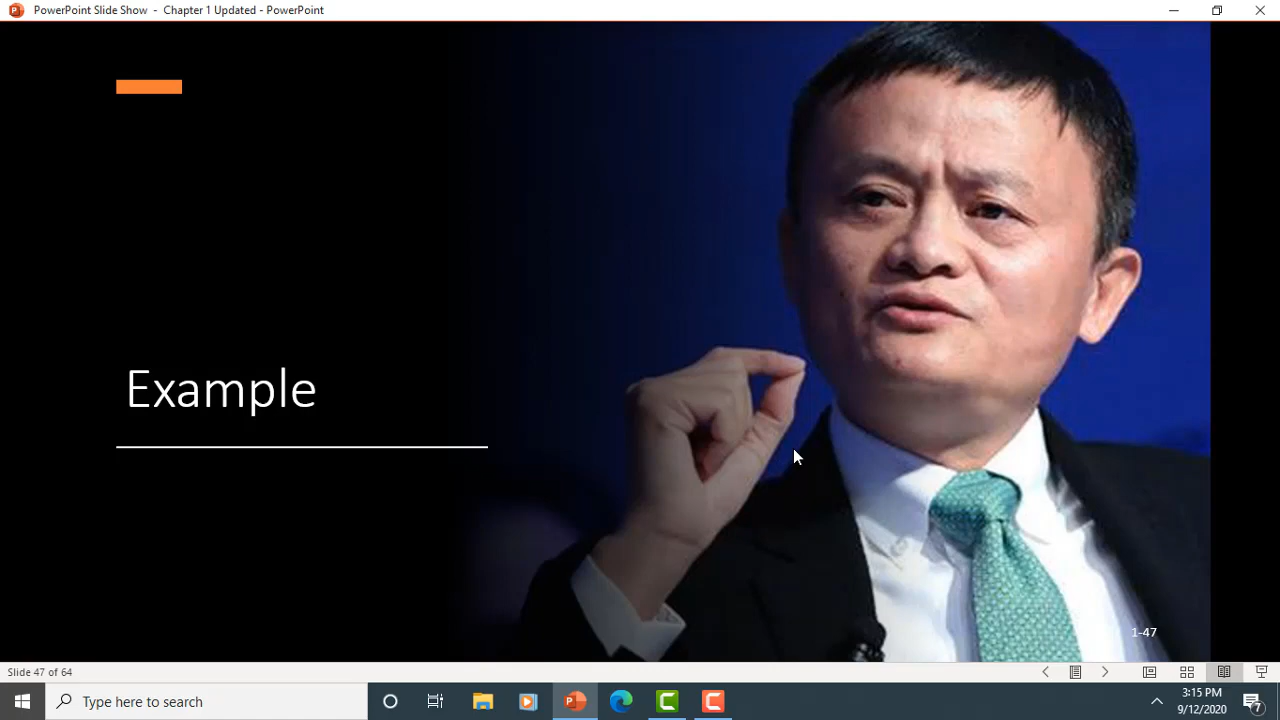 PowerPoint Slide Show - Chapter 1 Updated - PowerPoint
Example
1-47
Slide 47 of 64
Type here to search
3:15 PM
9/12/2020
7